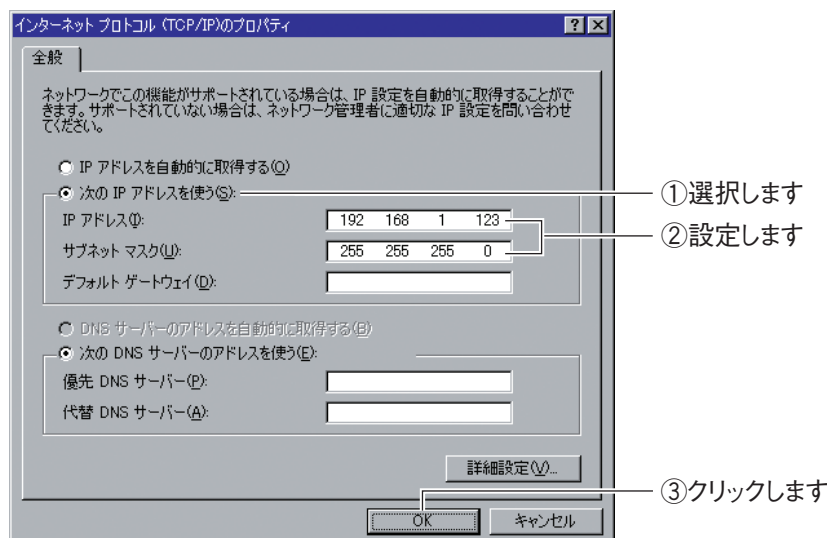 インターネット プロトコル (TCP/IP)のプロパティ
全般
ネットワークでこの機能がサポートされている場合は、IP 設定を自動的に取得することがで
きます。サポートされていない場合は、ネットワーク管理者に適切な IP 設定を問い合わせ
てください。
IP アドレスを自動的に取得する(O)
次の IP アドレスを使う(S):
①選択します
IP アドレス(I):
192 168 1 123
②設定します
サブネット マスク(U):
255 255 255 0
デフォルト ゲートウェイ(D):
DNS サーバーのアドレスを自動的に取得する(B)
次の DNS サーバーのアドレスを使う(E):
優先 DNS サーバー(P):
代替 DNS サーバー(A):
詳細設定(V)...
③クリックします
OK
キャンセル